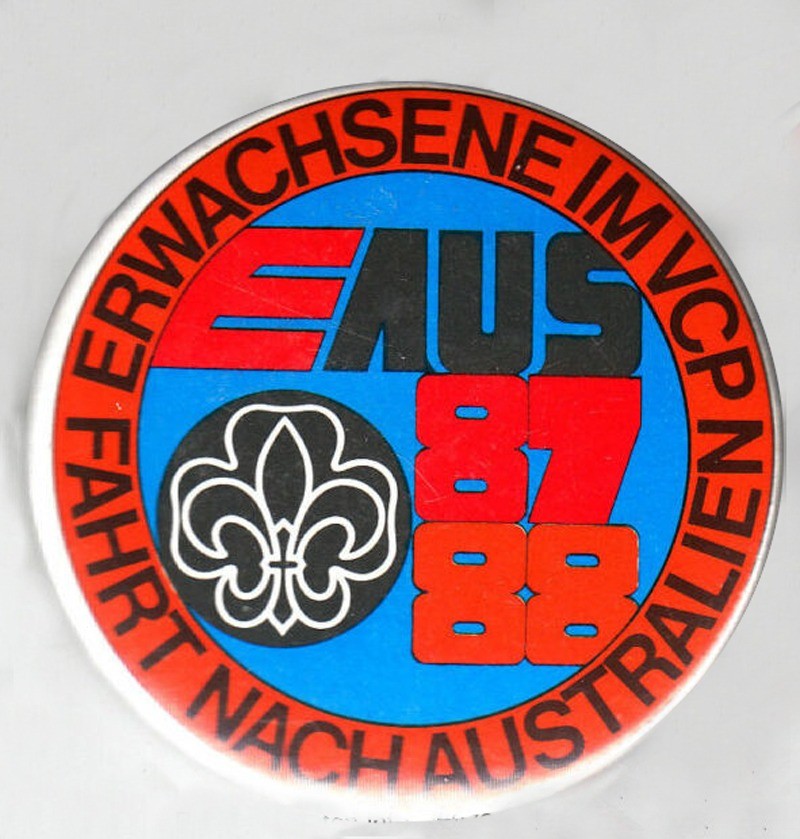 ERWACHSENE IM VCP
EAUS
87
88
FAHRT NACH AUSTRALIEN